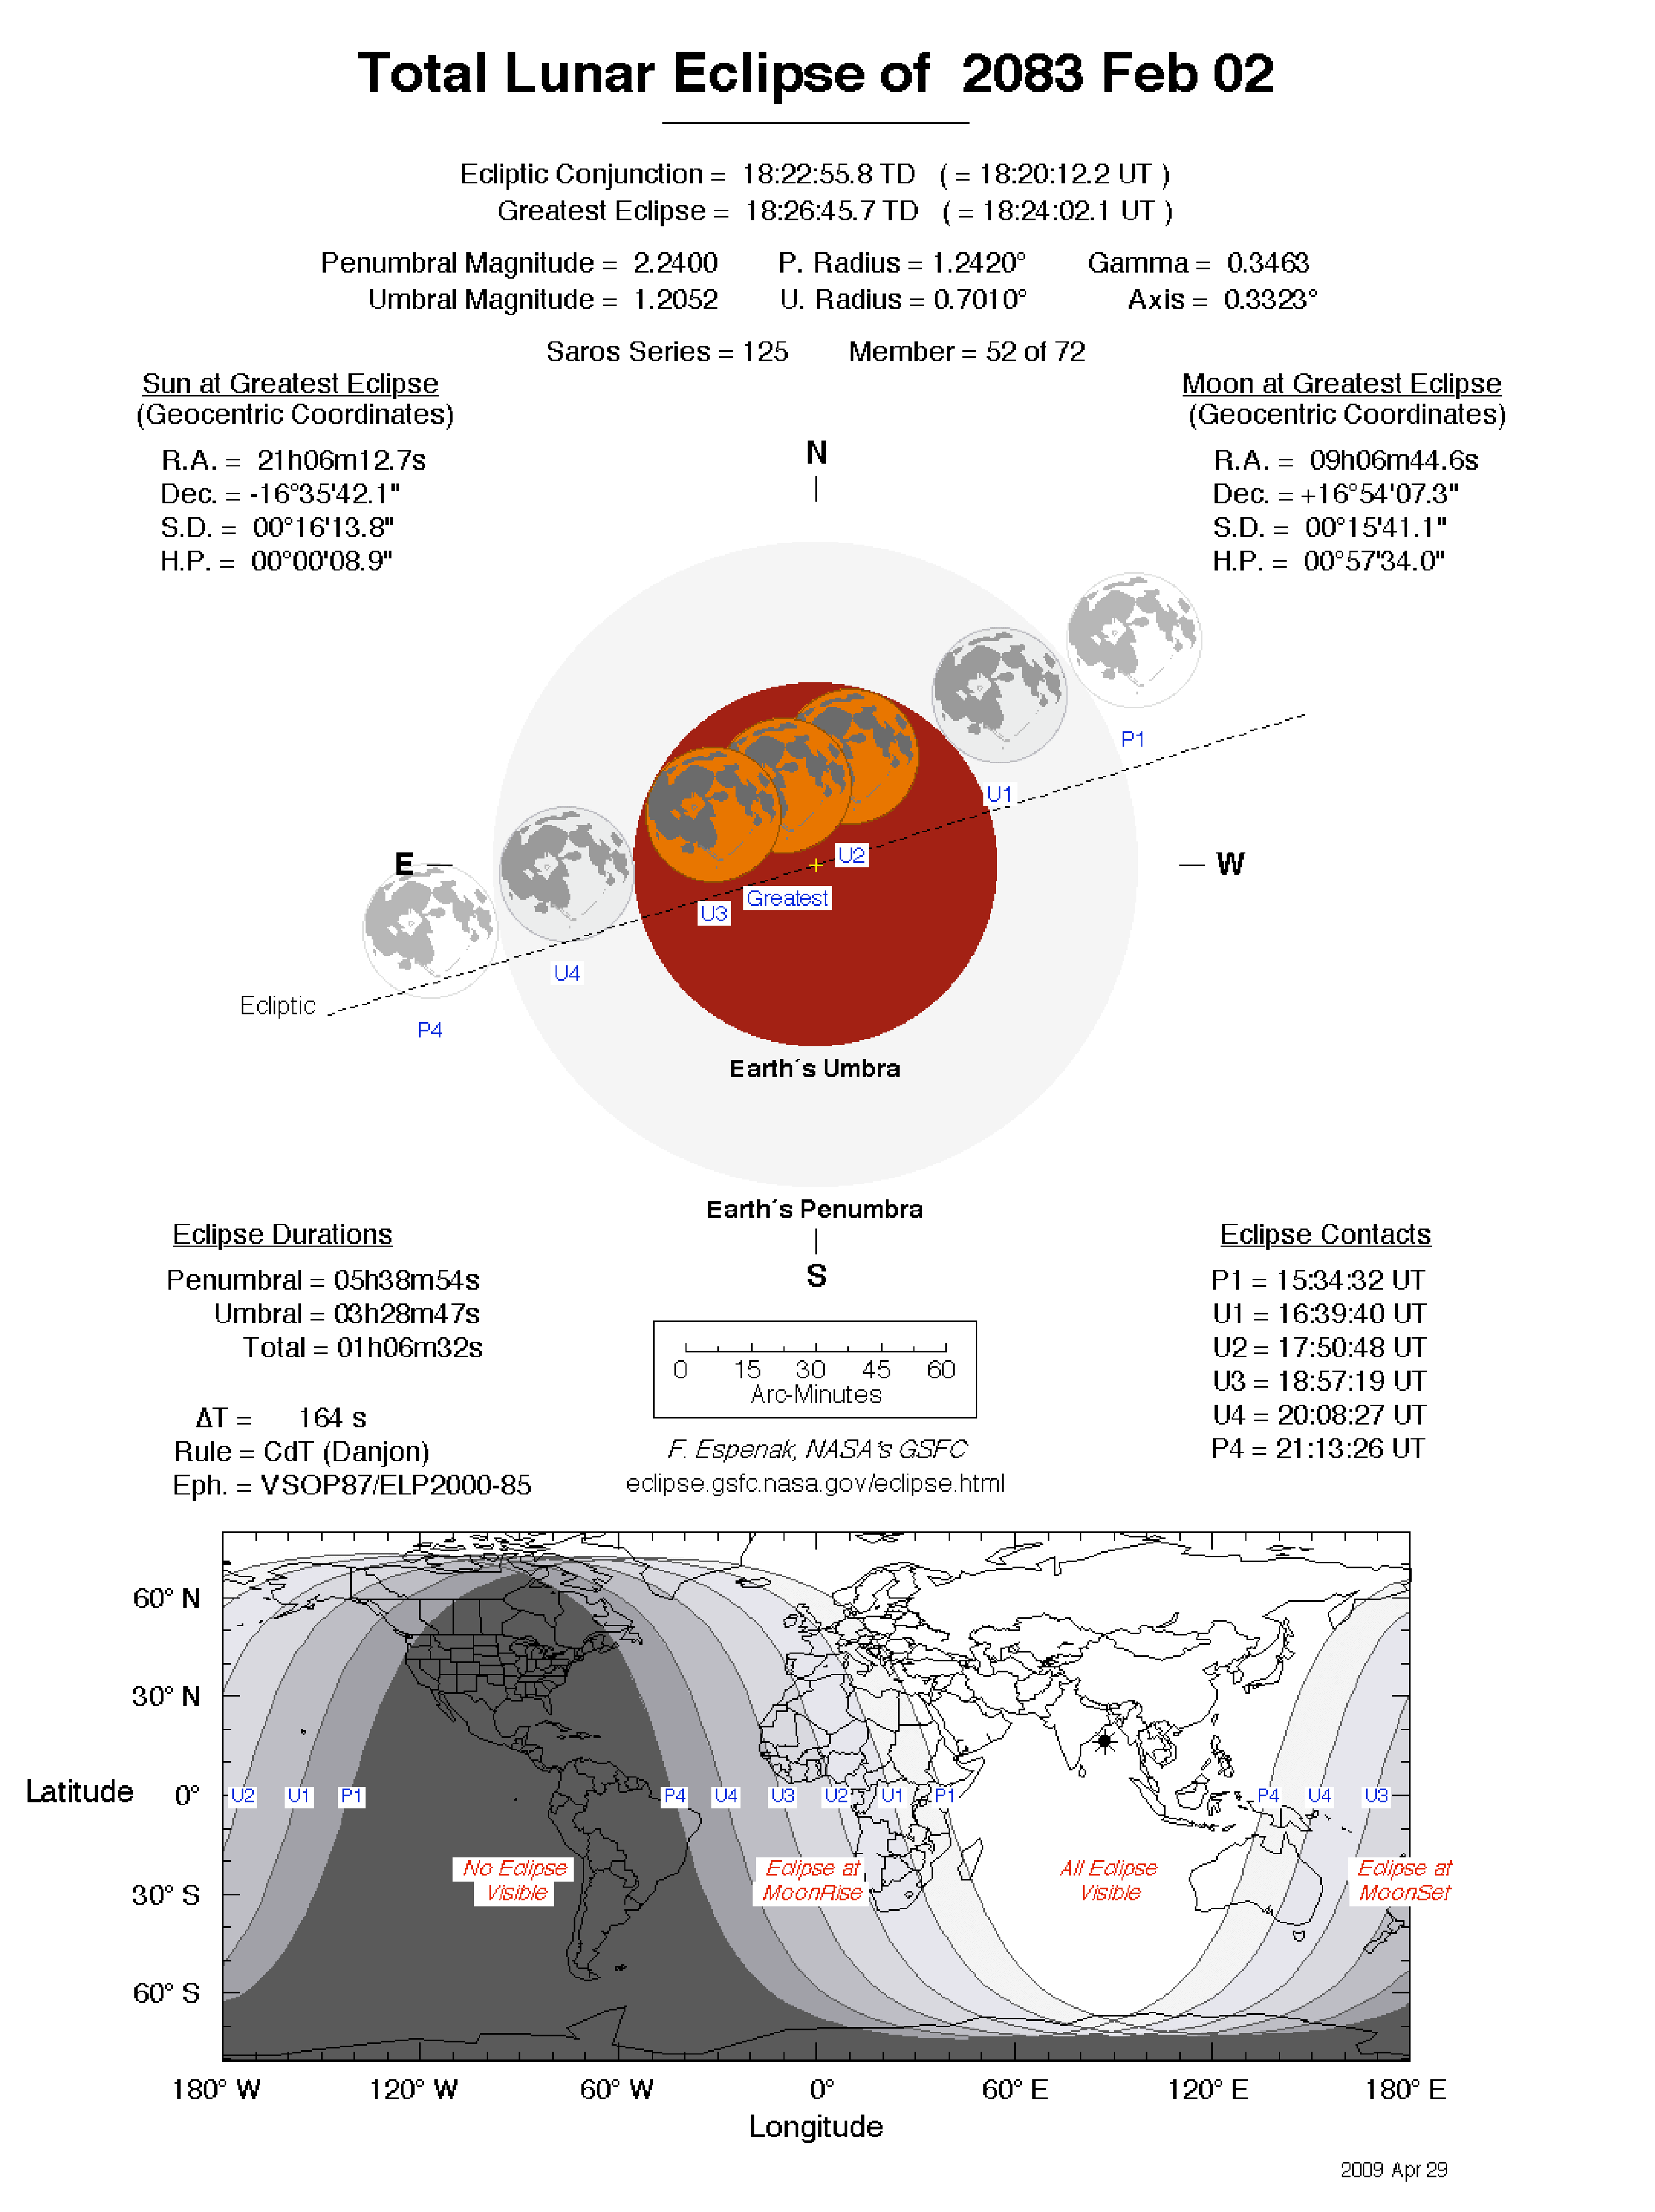 Total Lunar Eclipse of 2083 Feb 02
Ecliptic Conjunction = 18:22:55.8 TD ( = 18:20:12.2 UT )
Greatest Eclipse = 18:26:45.7 TD ( = 18:24:02.1 UT )
Penumbral Magnitude = 2.2400 P. Radius = 1.2420° Gamma = 0.3463
Umbral Magnitude = 1.2052 U. Radius = 0.7010° Axis = 0.3323°
Saros Series = 125 Member = 52 of 72
Sun at Greatest Eclipse
(Geocentric Coordinates)
R.A. = 21h06m12.7s
Dec. = -16°35'42.1"
S.D. = 00°16'13.8"
H.P. = 00°00'08.9"
Moon at Greatest Eclipse
(Geocentric Coordinates)
R.A. = 09h06m44.6s
Dec. = +16°54'07.3"
S.D. = 00°15'41.1"
H.P. = 00°57'34.0"
N
P1
U1
E
W
U2
Greatest
U3
U4
Ecliptic
P4
Earth´s Umbra
Earth´s Penumbra
S
Eclipse Durations
Penumbral = 05h38m54s
Umbral = 03h28m47s
Total = 01h06m32s
ΔT = 164 s
Rule = CdT (Danjon)
Eph. = VSOP87/ELP2000-85
0 15 30 45 60
Arc-Minutes
F. Espenak, NASA's GSFC
eclipse.gsfc.nasa.gov/eclipse.html
Eclipse Contacts
P1 = 15:34:32 UT
U1 = 16:39:40 UT
U2 = 17:50:48 UT
U3 = 18:57:19 UT
U4 = 20:08:27 UT
P4 = 21:13:26 UT
60° N
30° N
Latitude 0°
30° S
60° S
U2 U1 P1 P4 U4 U3 U2 U1 P1 P4 U4 U3
No Eclipse
Visible
Eclipse at
MoonRise
All Eclipse
Visible
Eclipse at
MoonSet
180° W 120° W 60° W 0° 60° E 120° E 180° E
Longitude
2009 Apr 29